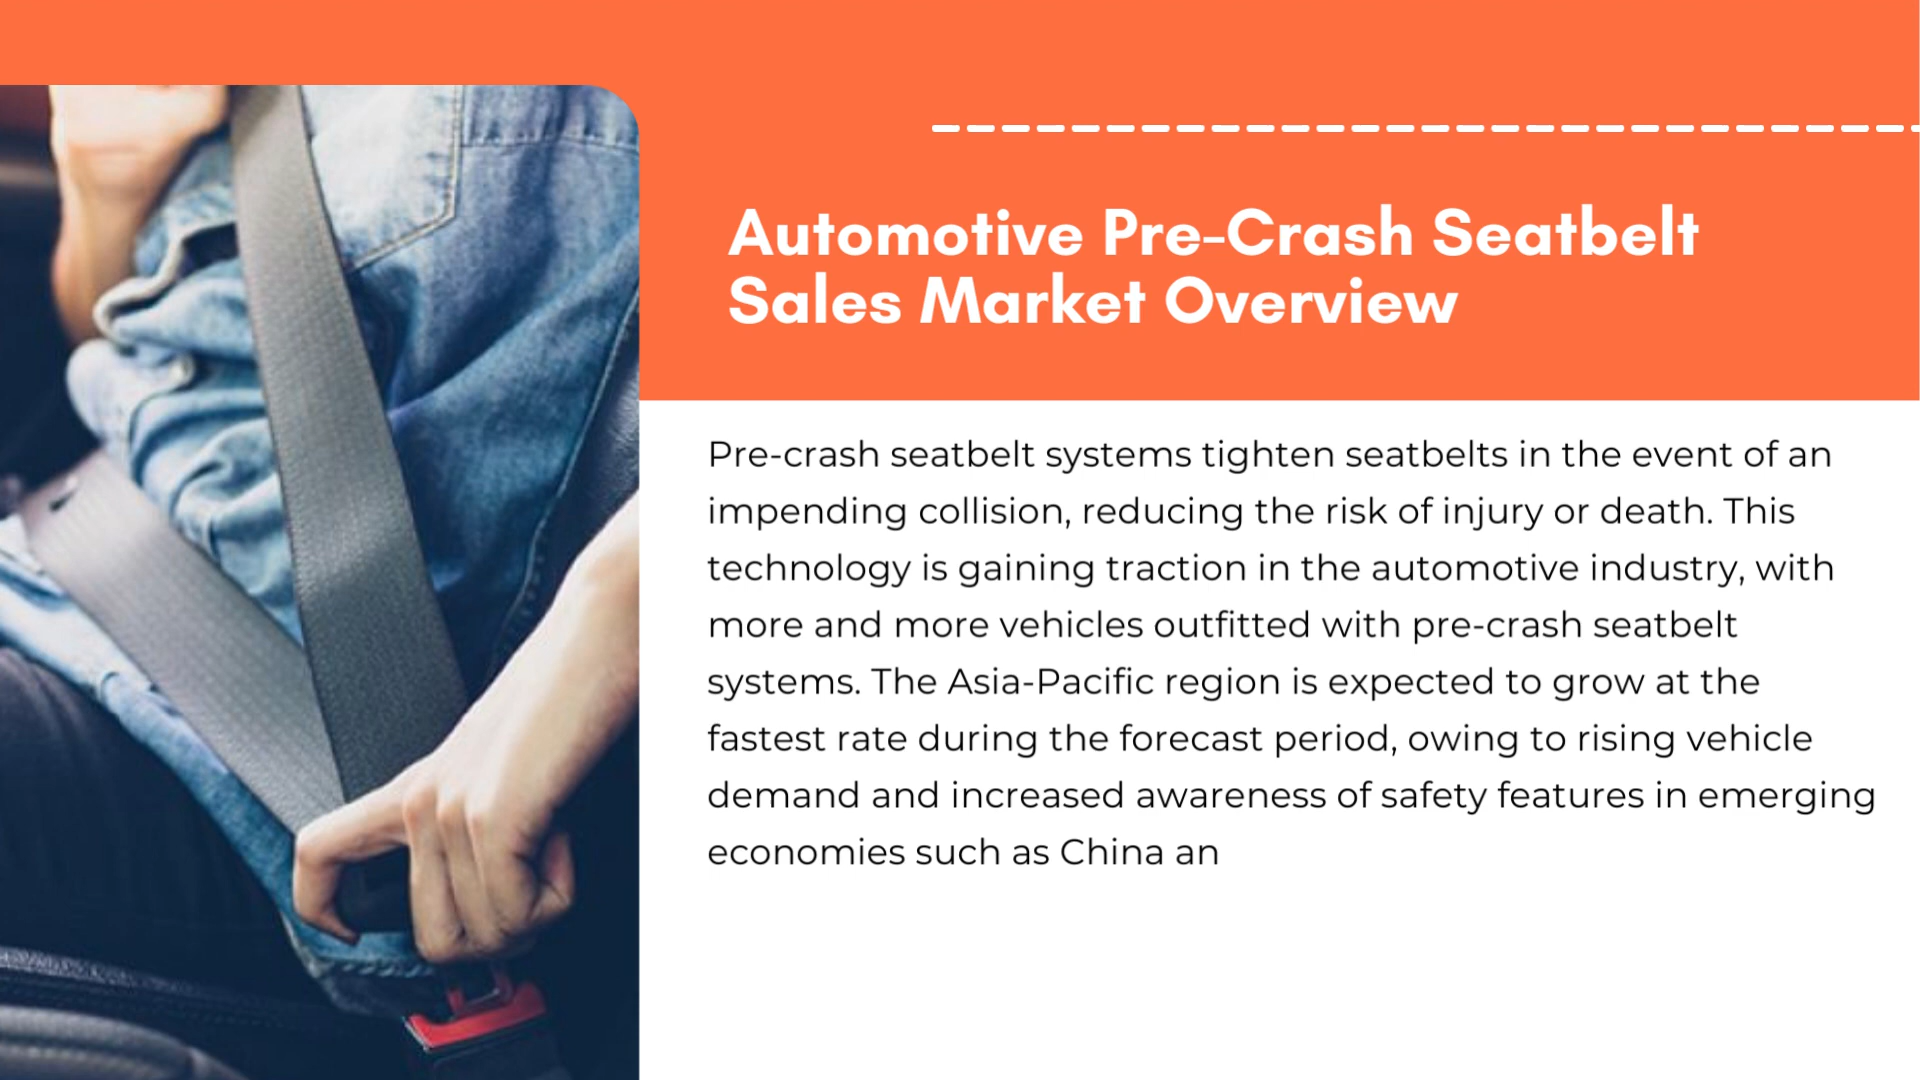 Automotive Pre-Crash Seatbelt
Sales Market Overview
Pre-crash seatbelt systems tighten seatbelts in the event of an
impending collision, reducing the risk of injury or death. This
technology is gaining traction in the automotive industry, with
more and more vehicles outfitted with pre-crash seatbelt
systems. The Asia-Pacific region is expected to grow at the
fastest rate during the forecast period, owing to rising vehicle
demand and increased awareness of safety features in emerging
economies such as China an